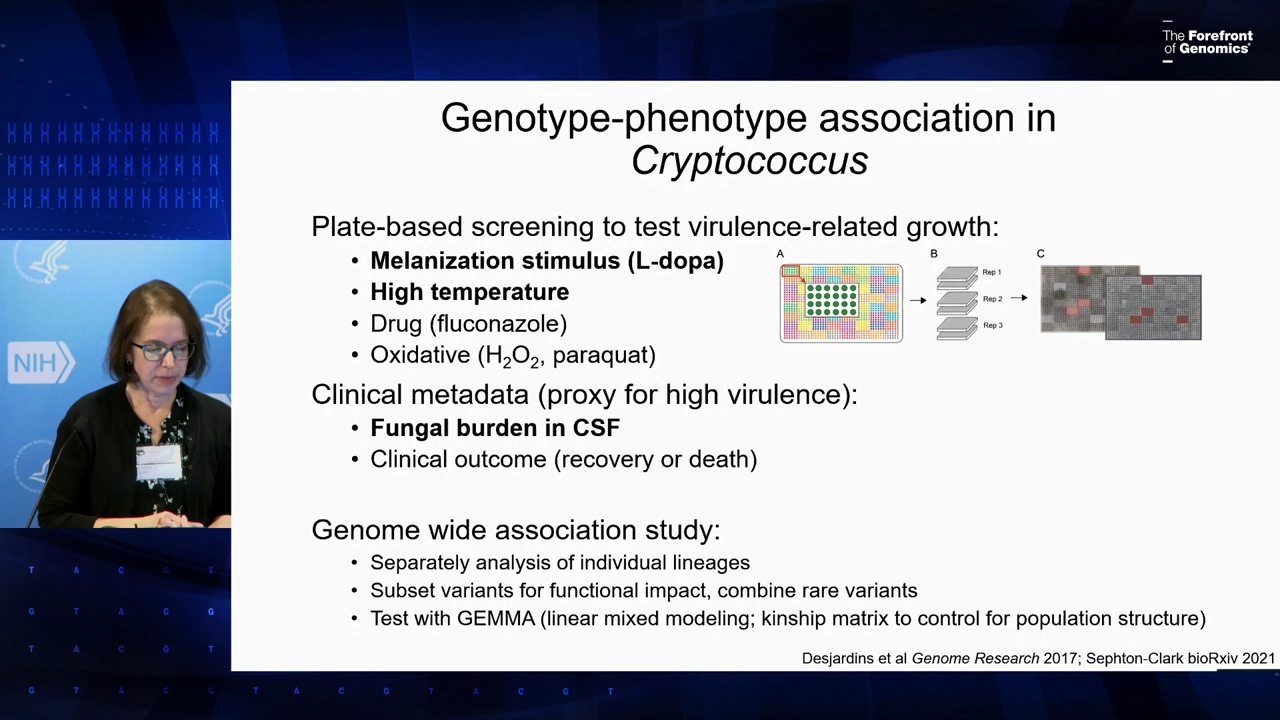 The Forefront
of Genomics®
Genotype-phenotype association in
Cryptococcus
Plate-based screening to test virulence-related growth:
• Melanization stimulus (L-dopa)
• High temperature
• Drug (fluconazole)
• Oxidative (H₂O₂, paraquat)
A
B
C
Rep 1
Rep 2
Rep 3
Clinical metadata (proxy for high virulence):
• Fungal burden in CSF
• Clinical outcome (recovery or death)
Genome wide association study:
• Separately analysis of individual lineages
• Subset variants for functional impact, combine rare variants
• Test with GEMMA (linear mixed modeling; kinship matrix to control for population structure)
Desjardins et al Genome Research 2017; Sephton-Clark bioRxiv 2021
NIH
T A C G T
G T A C G
T A C G T
G T A C G T A C G T A C G T